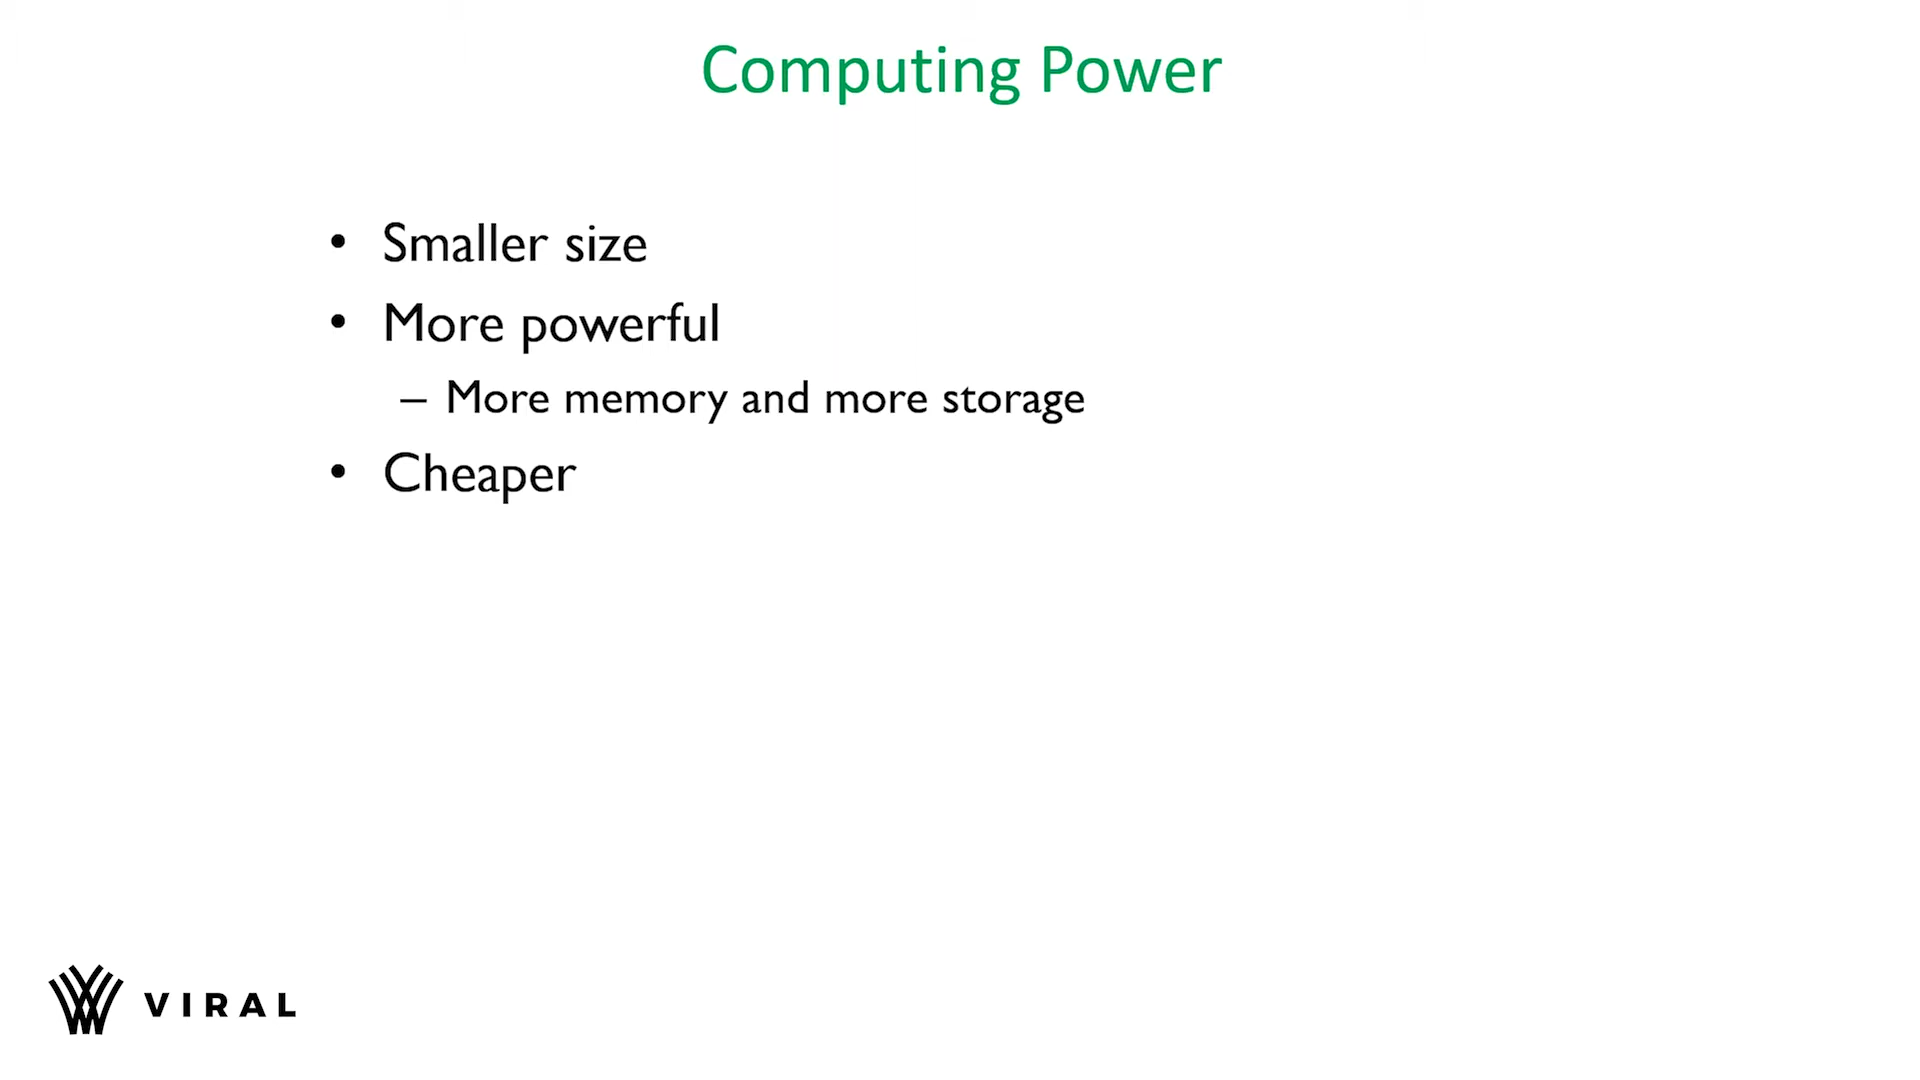 Computing Power
• Smaller size
• More powerful
– More memory and more storage
• Cheaper
VIRAL